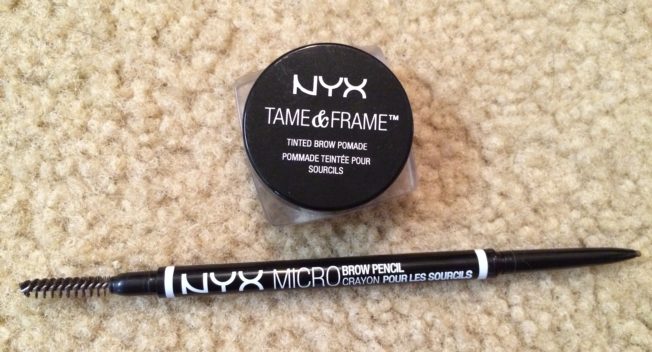 NYX
TAME&FRAME™
TINTED BROW POMADE
POMMADE TEINTÉE POUR
SOURCILS
NYX MICRO BROW PENCIL
CRAYON POUR LES SOURCILS